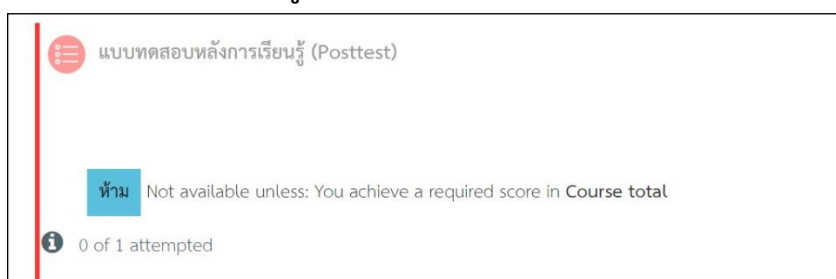 แบบทดสอบหลังการเรียนรู้ (Posttest)
ห้าม Not available unless: You achieve a required score in Course total
0 of 1 attempted